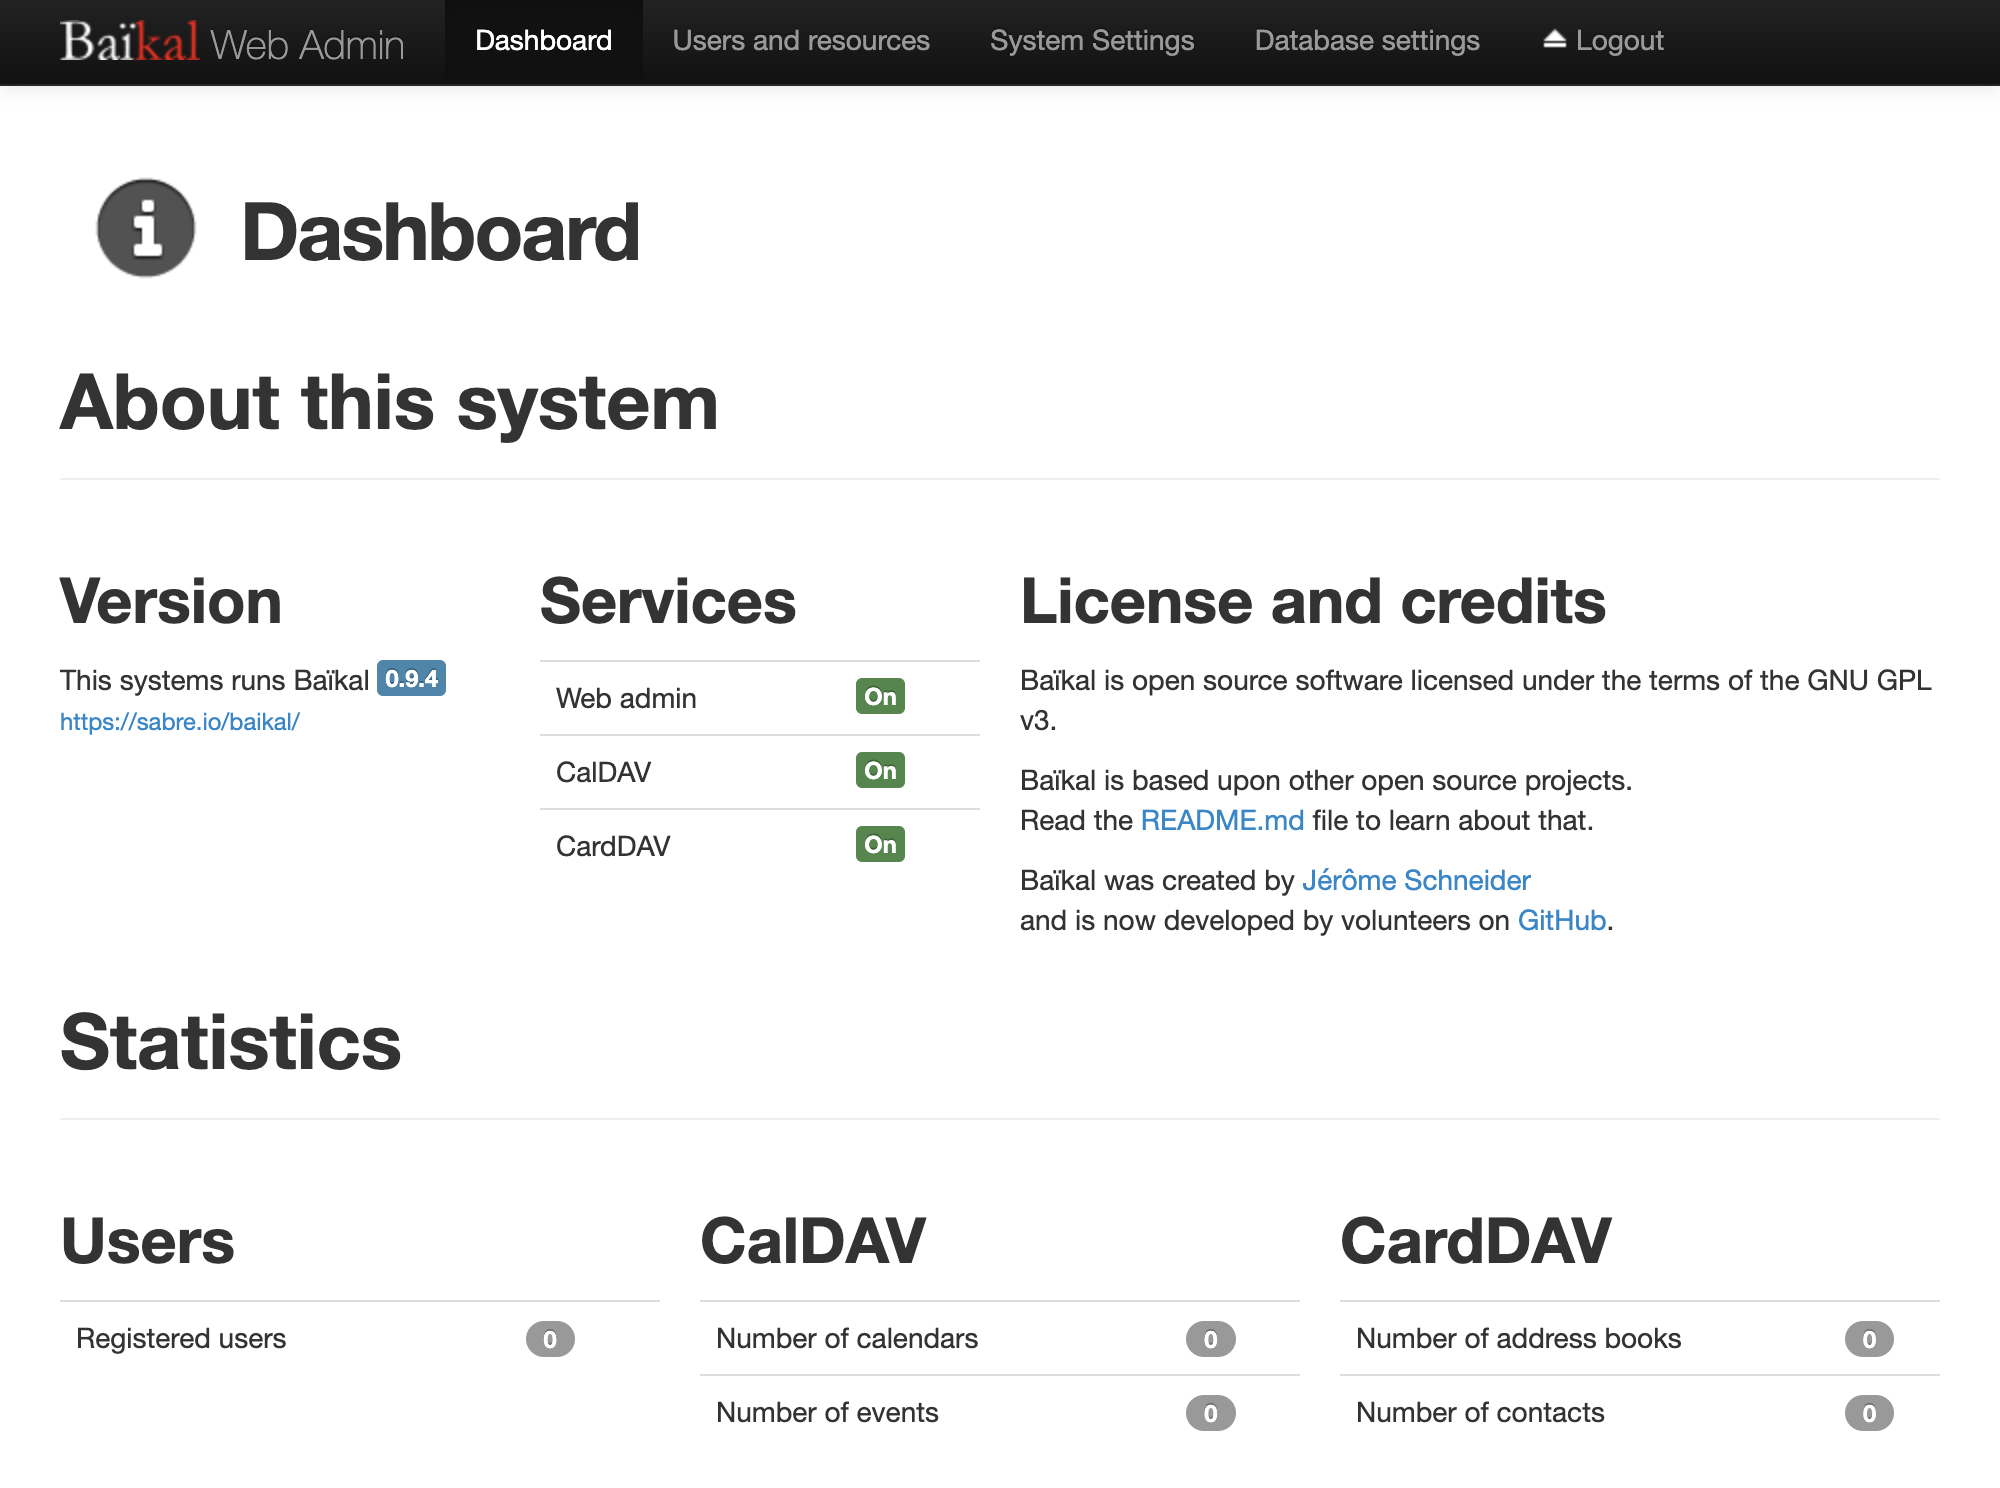 Baïkal Web Admin Dashboard Users and resources System Settings Database settings Logout
Dashboard
About this system
Version
This systems runs Baïkal 0.9.4
https://sabre.io/baikal/
Services
Web admin On
CalDAV On
CardDAV On
License and credits
Baïkal is open source software licensed under the terms of the GNU GPL
v3.
Baïkal is based upon other open source projects.
Read the README.md file to learn about that.
Baïkal was created by Jérôme Schneider
and is now developed by volunteers on GitHub.
Statistics
Users
Registered users 0
CalDAV
Number of calendars 0
Number of events 0
CardDAV
Number of address books 0
Number of contacts 0